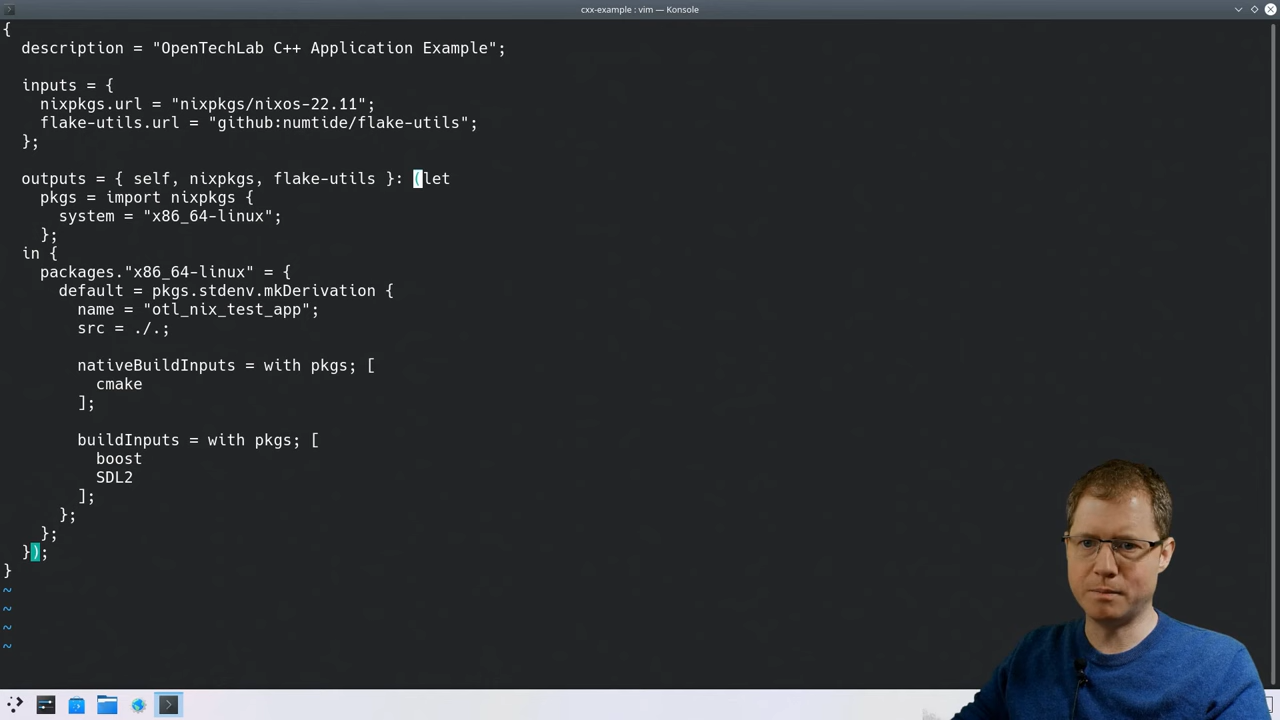 cxx-example : vim — Konsole
{
  description = "OpenTechLab C++ Application Example";
  inputs = {
    nixpkgs.url = "nixpkgs/nixos-22.11";
    flake-utils.url = "github:numtide/flake-utils";
  };
  outputs = { self, nixpkgs, flake-utils }: (let
    pkgs = import nixpkgs {
      system = "x86_64-linux";
    };
  in {
    packages."x86_64-linux" = {
      default = pkgs.stdenv.mkDerivation {
        name = "otl_nix_test_app";
        src = ./.;
        nativeBuildInputs = with pkgs; [
          cmake
        ];
        buildInputs = with pkgs; [
          boost
          SDL2
        ];
      };
    };
  });
}
~
~
~
~